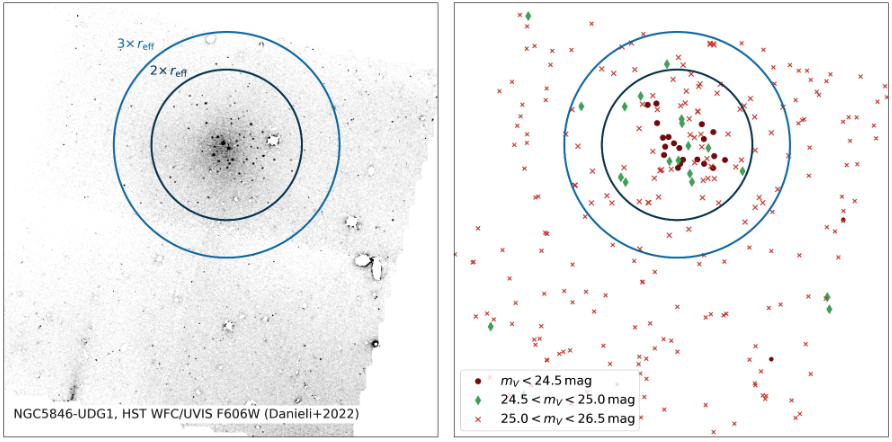 3× r_eff
2× r_eff
NGC5846-UDG1, HST WFC/UVIS F606W (Danieli+2022)
m_V < 24.5 mag
24.5 < m_V < 25.0 mag
25.0 < m_V < 26.5 mag